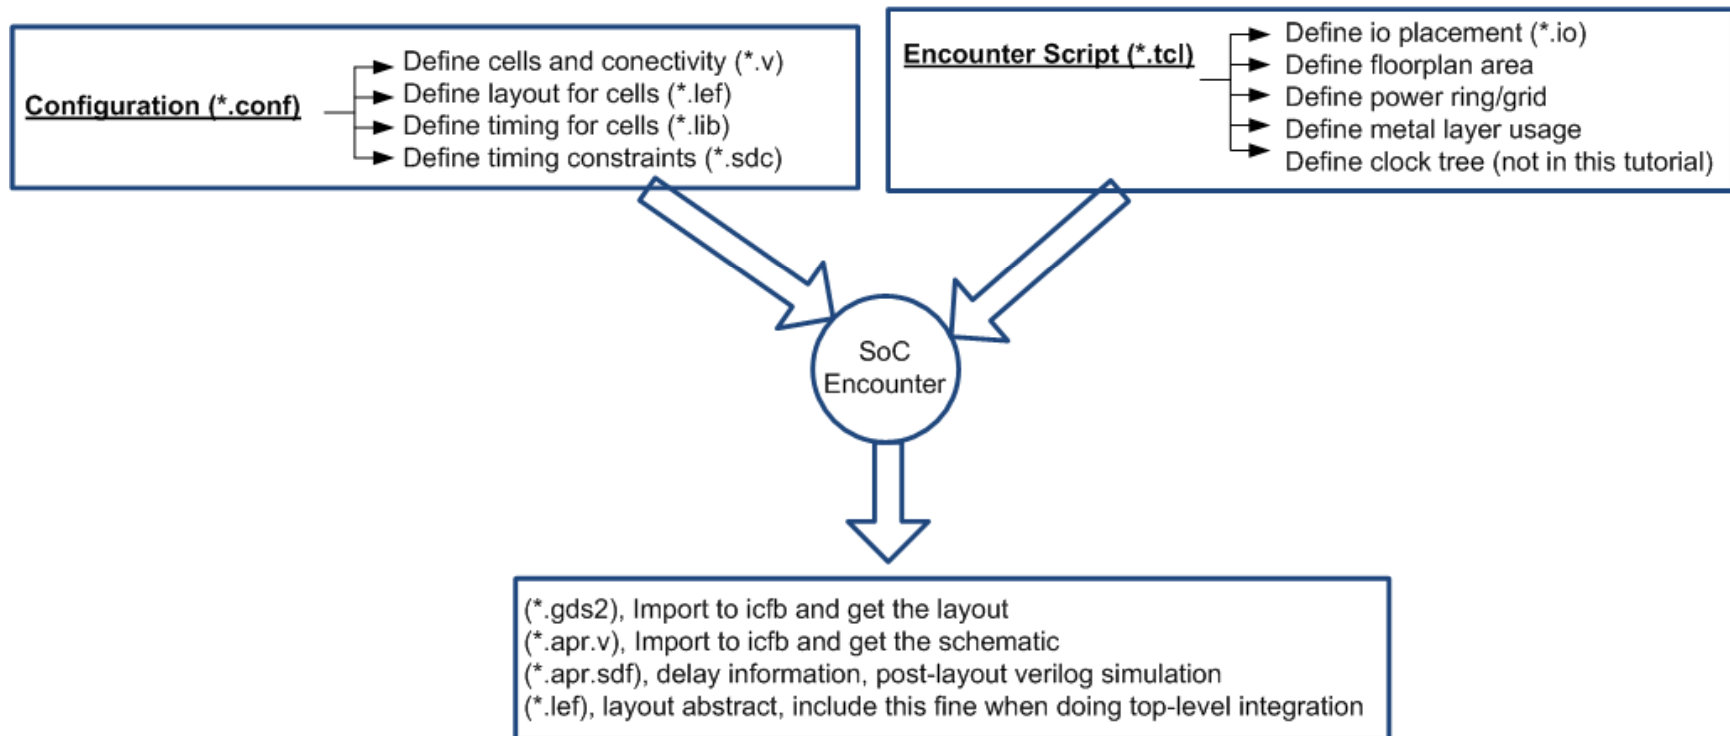 Configuration (*.conf)
Define cells and conectivity (*.v)
Define layout for cells (*.lef)
Define timing for cells (*.lib)
Define timing constraints (*.sdc)
Encounter Script (*.tcl)
Define io placement (*.io)
Define floorplan area
Define power ring/grid
Define metal layer usage
Define clock tree (not in this tutorial)
SoC
Encounter
(*.gds2), Import to icfb and get the layout
(*.apr.v), Import to icfb and get the schematic
(*.apr.sdf), delay information, post-layout verilog simulation
(*.lef), layout abstract, include this fine when doing top-level integration